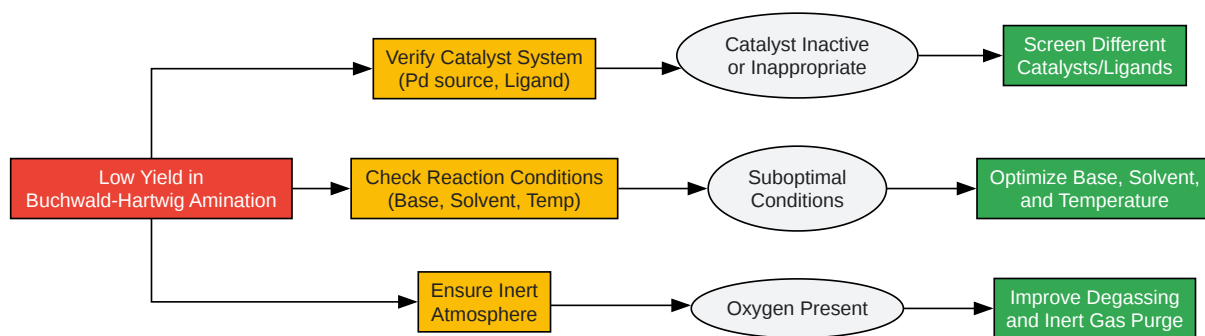 Verify Catalyst System
(Pd source, Ligand)
Catalyst Inactive
or Inappropriate
Screen Different
Catalysts/Ligands
Low Yield in
Buchwald-Hartwig Amination
Check Reaction Conditions
(Base, Solvent, Temp)
Suboptimal
Conditions
Optimize Base, Solvent,
and Temperature
Ensure Inert
Atmosphere
Oxygen Present
Improve Degassing
and Inert Gas Purge